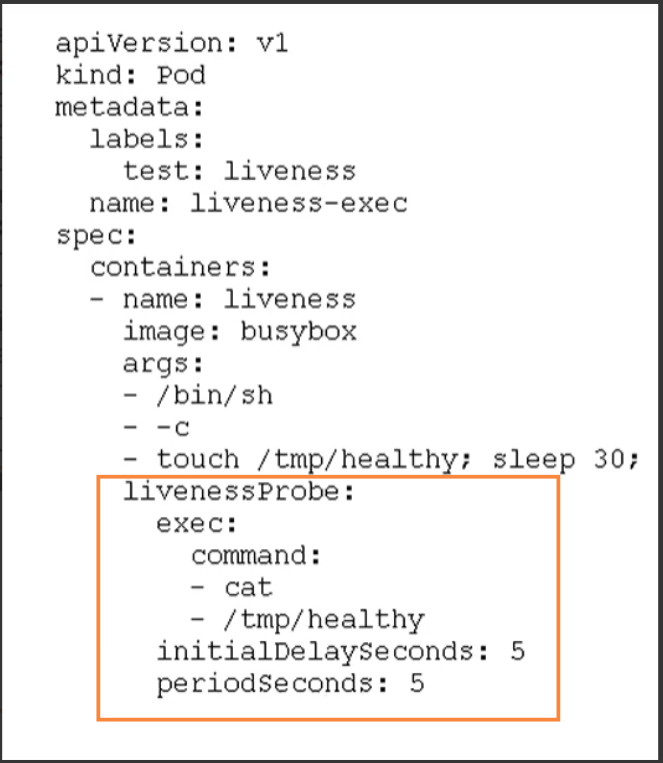 apiVersion: v1
kind: Pod
metadata:
  labels:
    test: liveness
  name: liveness-exec
spec:
  containers:
  - name: liveness
    image: busybox
    args:
    - /bin/sh
    - -c
    - touch /tmp/healthy; sleep 30;
    livenessProbe:
      exec:
        command:
        - cat
        - /tmp/healthy
      initialDelaySeconds: 5
      periodSeconds: 5